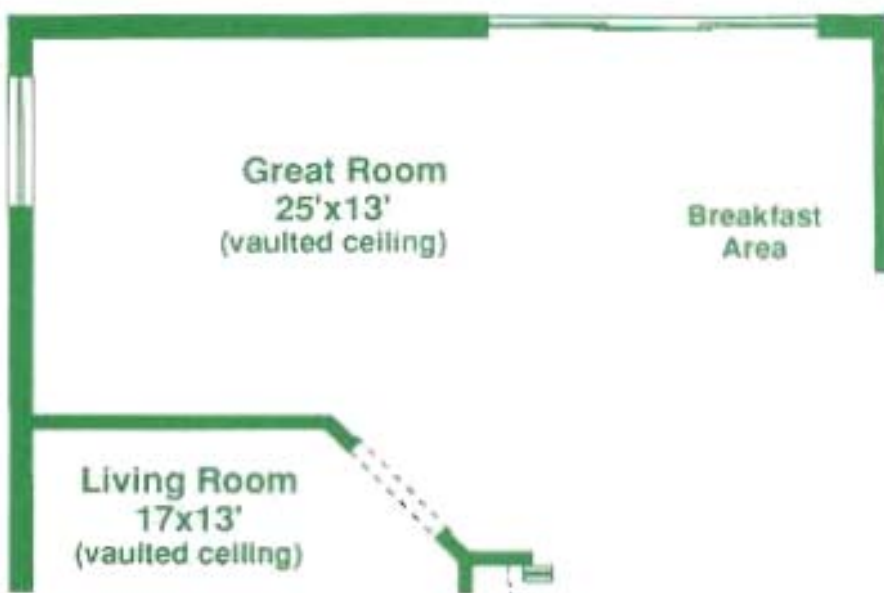 Great Room
25'x13'
(vaulted ceiling)
Breakfast
Area
Living Room
17x13'
(vaulted ceiling)